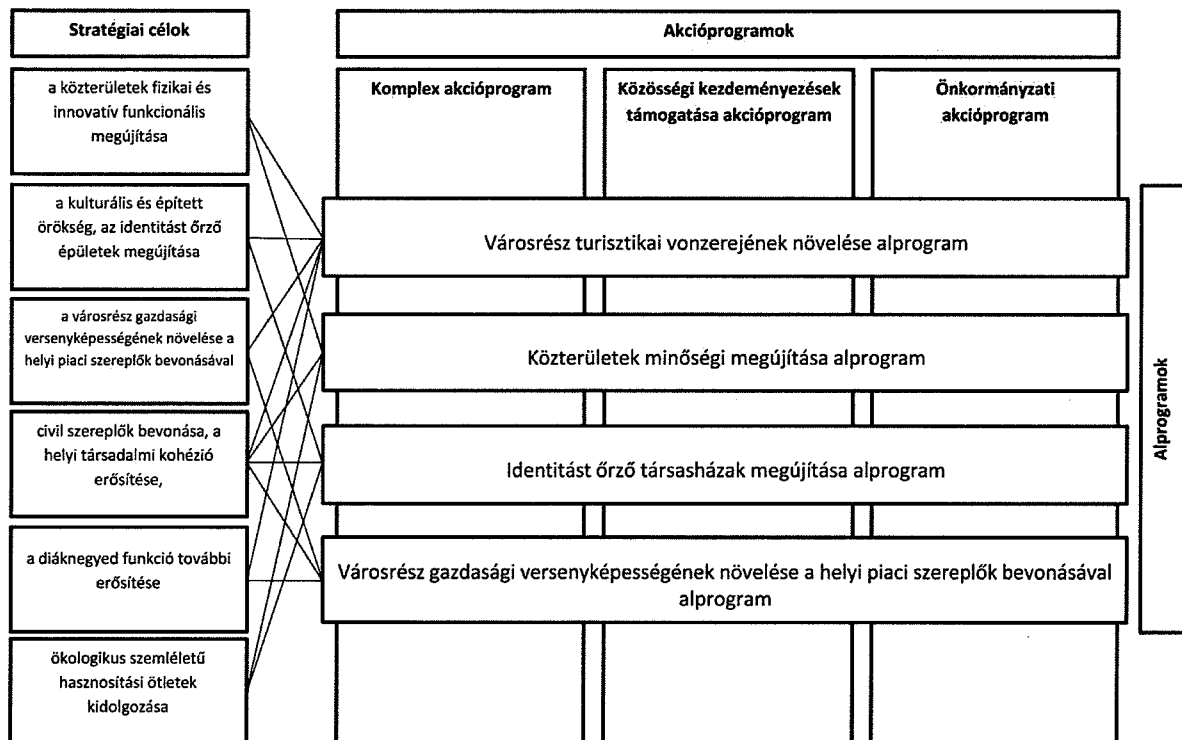 Stratégiai célok
Akcióprogramok
a közterületek fizikai és
innovatív funkcionális
megújítása
a kulturális és épített
örökség, az identitást őrző
épületek megújítása
a városrész gazdasági
versenyképességének növelése a
helyi piaci szereplők bevonásával
civil szereplők bevonása, a
helyi társadalmi kohézió
erősítése,
a diáknegyed funkció további
erősítése
ökologikus szemléletű
hasznosítási ötletek
kidolgozása
Komplex akcióprogram
Közösségi kezdeményezések
támogatása akcióprogram
Önkormányzati
akcióprogram
Városrész turisztikai vonzerejének növelése alprogram
Közterületek minőségi megújítása alprogram
Identitást őrző társasházak megújítása alprogram
Városrész gazdasági versenyképességének növelése a helyi piaci szereplők bevonásával
alprogram
Alprogramok